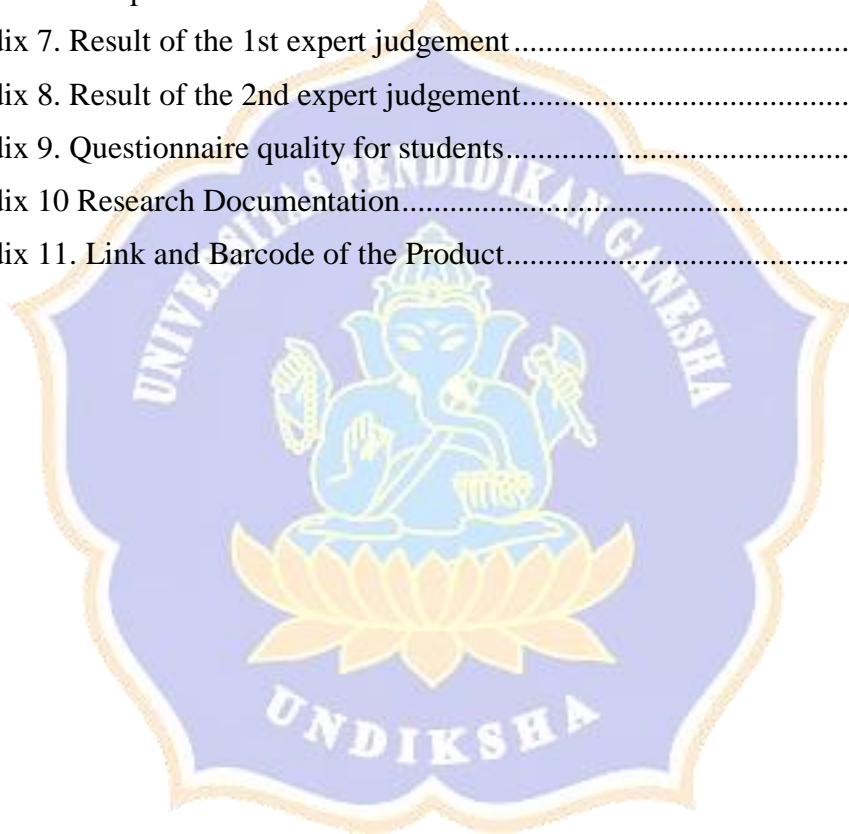 dix 7. Result of the 1st expert judgement
dix 8. Result of the 2nd expert judgement
dix 9. Questionnaire quality for students
dix 10 Research Documentation
dix 11. Link and Barcode of the Product
UNIVERSITAS PENDIDIKAN GANESHA
UNDIKSHA